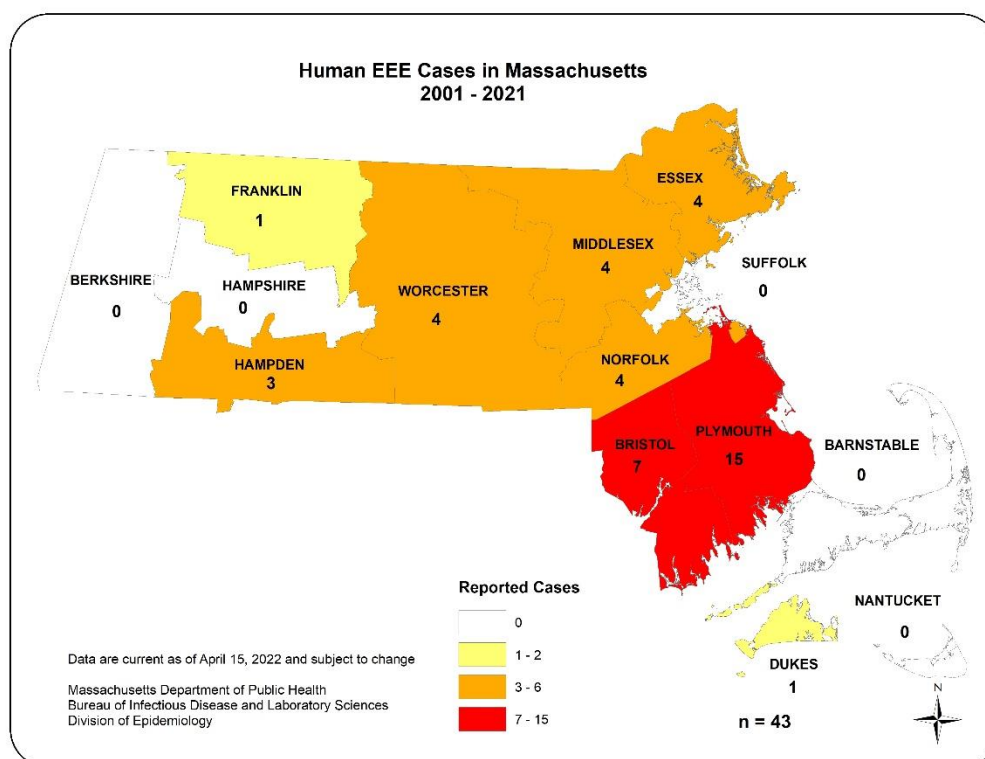 Human EEE Cases in Massachusetts
2001 - 2021
ESSEX
4
FRANKLIN
1
MIDDLESEX
4
SUFFOLK
0
BERKSHIRE
0
HAMPSHIRE
0
WORCESTER
4
HAMPDEN
3
NORFOLK
4
BRISTOL
7
PLYMOUTH
15
BARNSTABLE
0
NANTUCKET
0
DUKES
1
Reported Cases
0
1 - 2
3 - 6
7 - 15
n = 43
N
Data are current as of April 15, 2022 and subject to change
Massachusetts Department of Public Health
Bureau of Infectious Disease and Laboratory Sciences
Division of Epidemiology